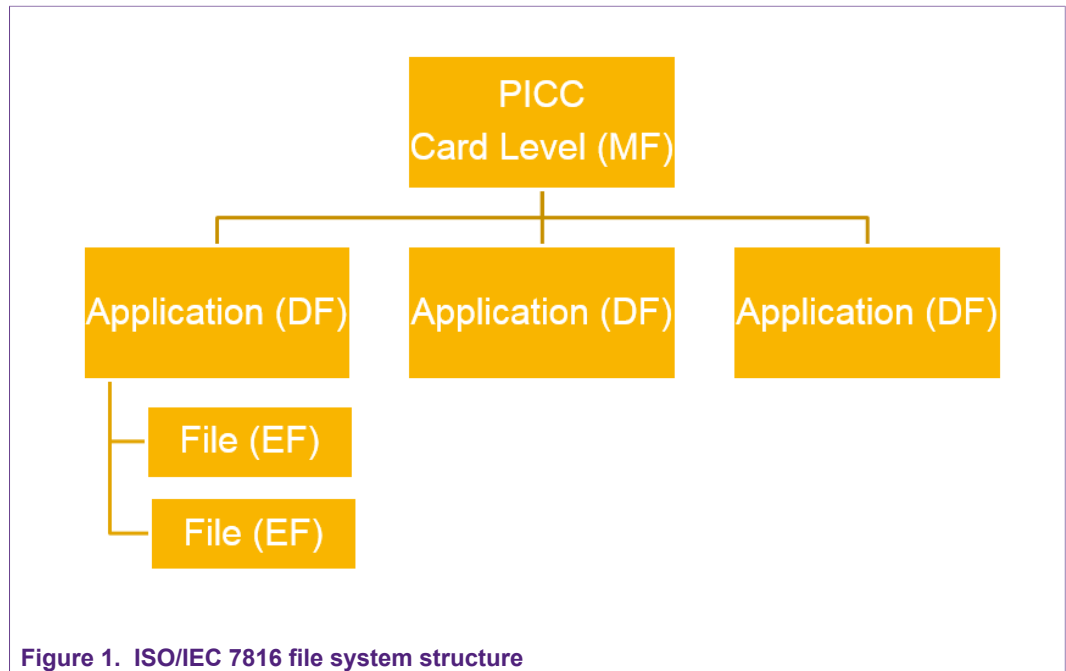 PICC
Card Level (MF)
Application (DF)
Application (DF)
Application (DF)
File (EF)
File (EF)
Figure 1. ISO/IEC 7816 file system structure